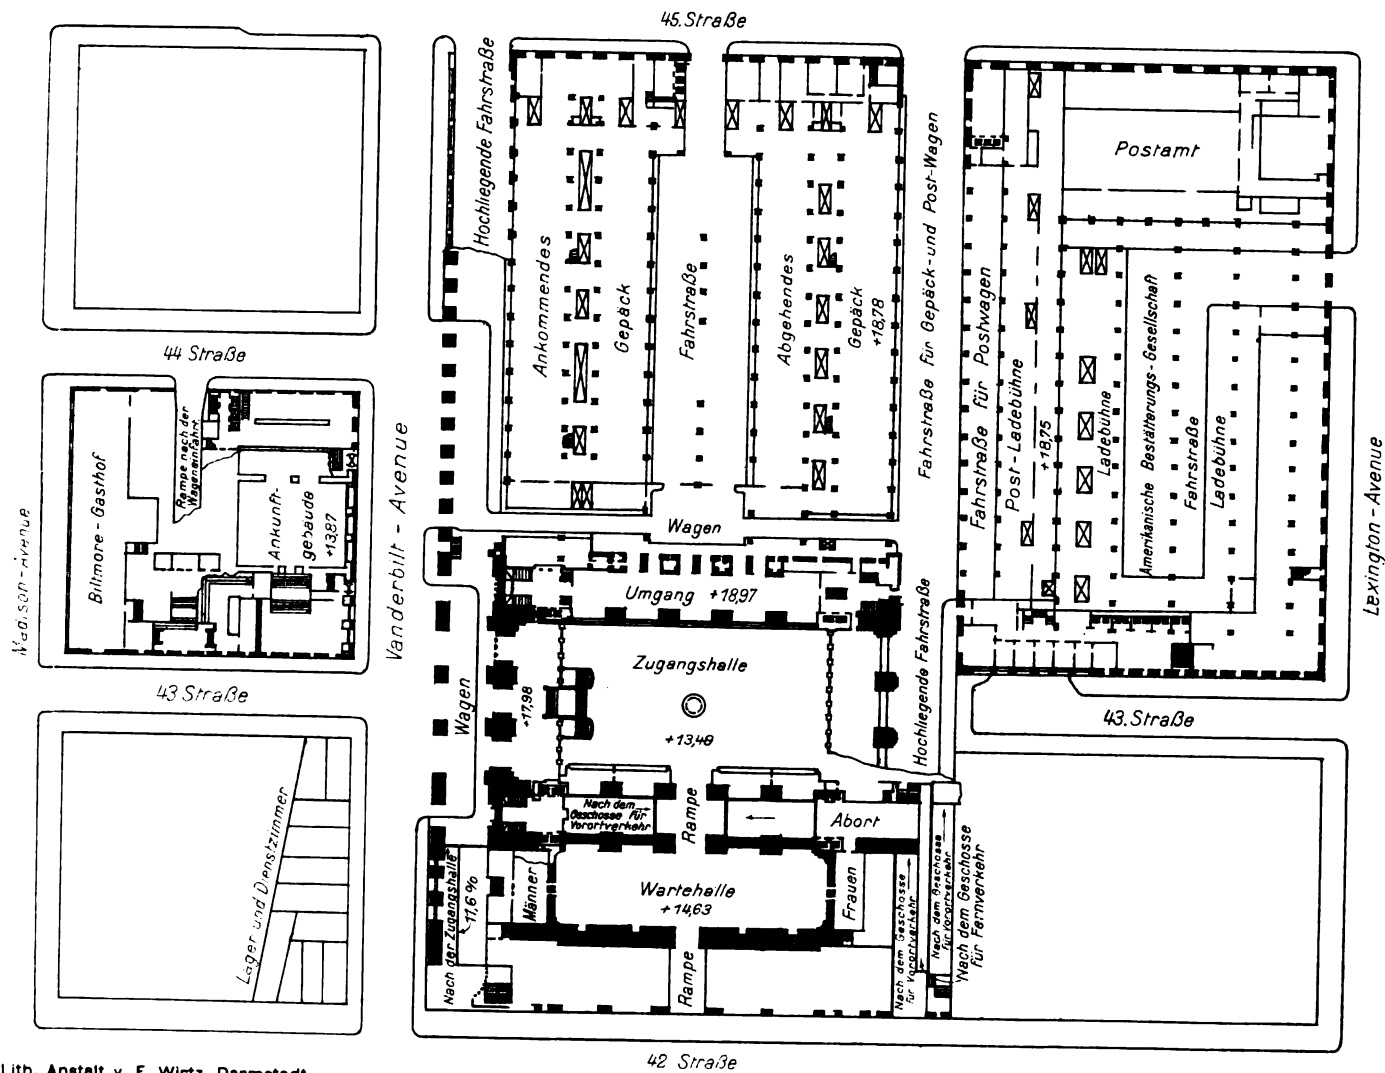 45. Straße
Hochliegende Fahrstraße
Ankommendes
Gepäck
Fahrstraße
Abgehendes
Gepäck
+18,78
Fahrstraße für Gepäck- und Post-Wagen
Postamt
Fahrstraße für Postwagen
Post-Ladebühne
+18,75
Ladebühne
Amerikanische Bestätterungs-Gesellschaft
Fahrstraße
Ladebühne
Lexington-Avenue
44 Straße
Madison-Avenue
Biltmore-Gasthof
Rampe nach der
Wageneinfahrt
Ankunft-
gebäude
+13,87
Vanderbilt-Avenue
43 Straße
Wagen
Umgang +18,97
Zugangshalle
+13,40
Wagen
+17,98
Hochliegende Fahrstraße
43. Straße
Lager und Dienstzimmer
Nach dem
Geschosse für
Vorortverkehr
Rampe
Abort
Nach der Zugangshalle
11,6 %
Männer
Wartehalle
+14,63
Frauen
Nach dem Geschosse
für Vorortverkehr
Nach dem Geschosse
für Vorortverkehr
Nach dem Geschosse
für Fernverkehr
Rampe
42 Straße
Lith. Anstalt v. F. Wirtz, Darmstadt